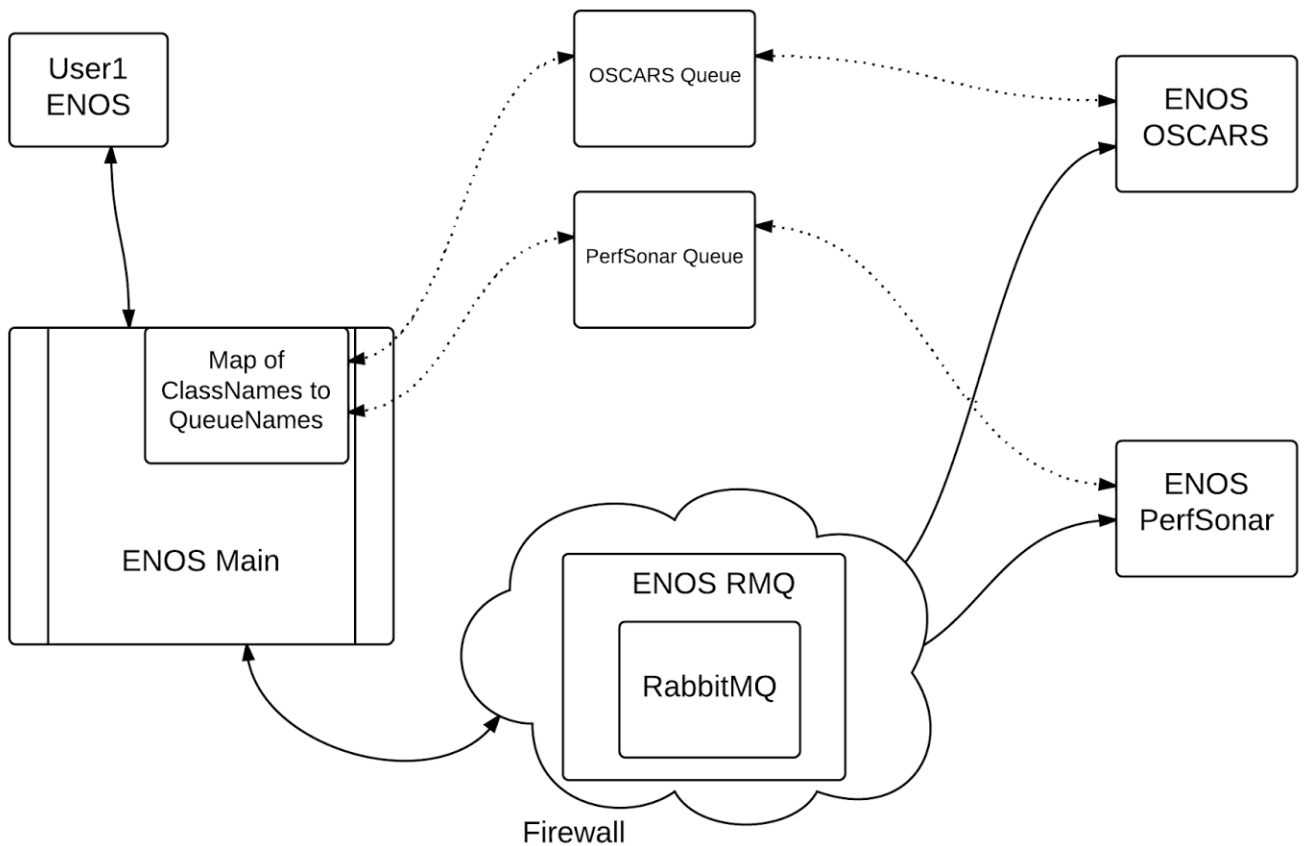 User1
ENOS
OSCARS Queue
ENOS
OSCARS
PerfSonar Queue
Map of
ClassNames to
QueueNames
ENOS Main
ENOS
PerfSonar
ENOS RMQ
RabbitMQ
Firewall